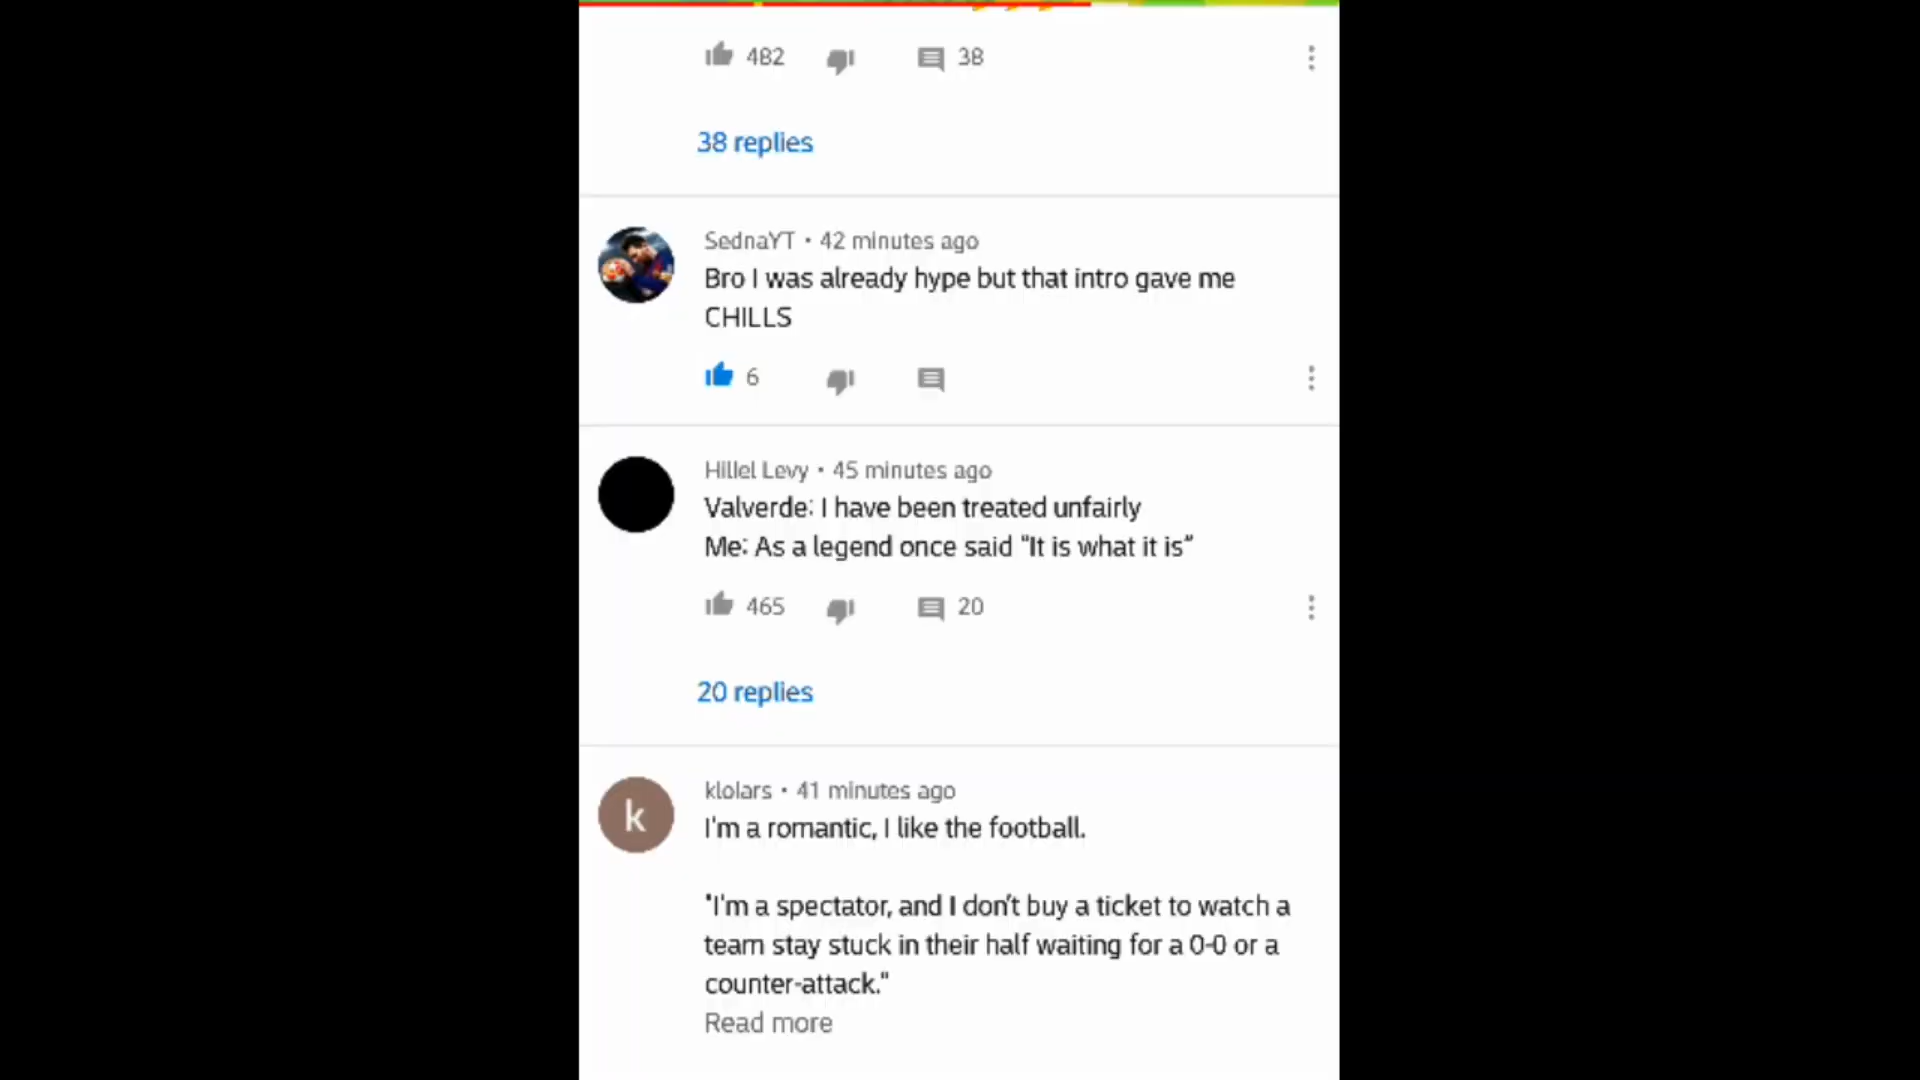 482 38
38 replies
SednaYT • 42 minutes ago
Bro I was already hype but that intro gave me
CHILLS
6
Hillel Levy • 45 minutes ago
Valverde: I have been treated unfairly
Me: As a legend once said "It is what it is"
465 20
20 replies
k
klolars • 41 minutes ago
I'm a romantic, I like the football.
"I'm a spectator, and I don't buy a ticket to watch a
team stay stuck in their half waiting for a 0-0 or a
counter-attack."
Read more